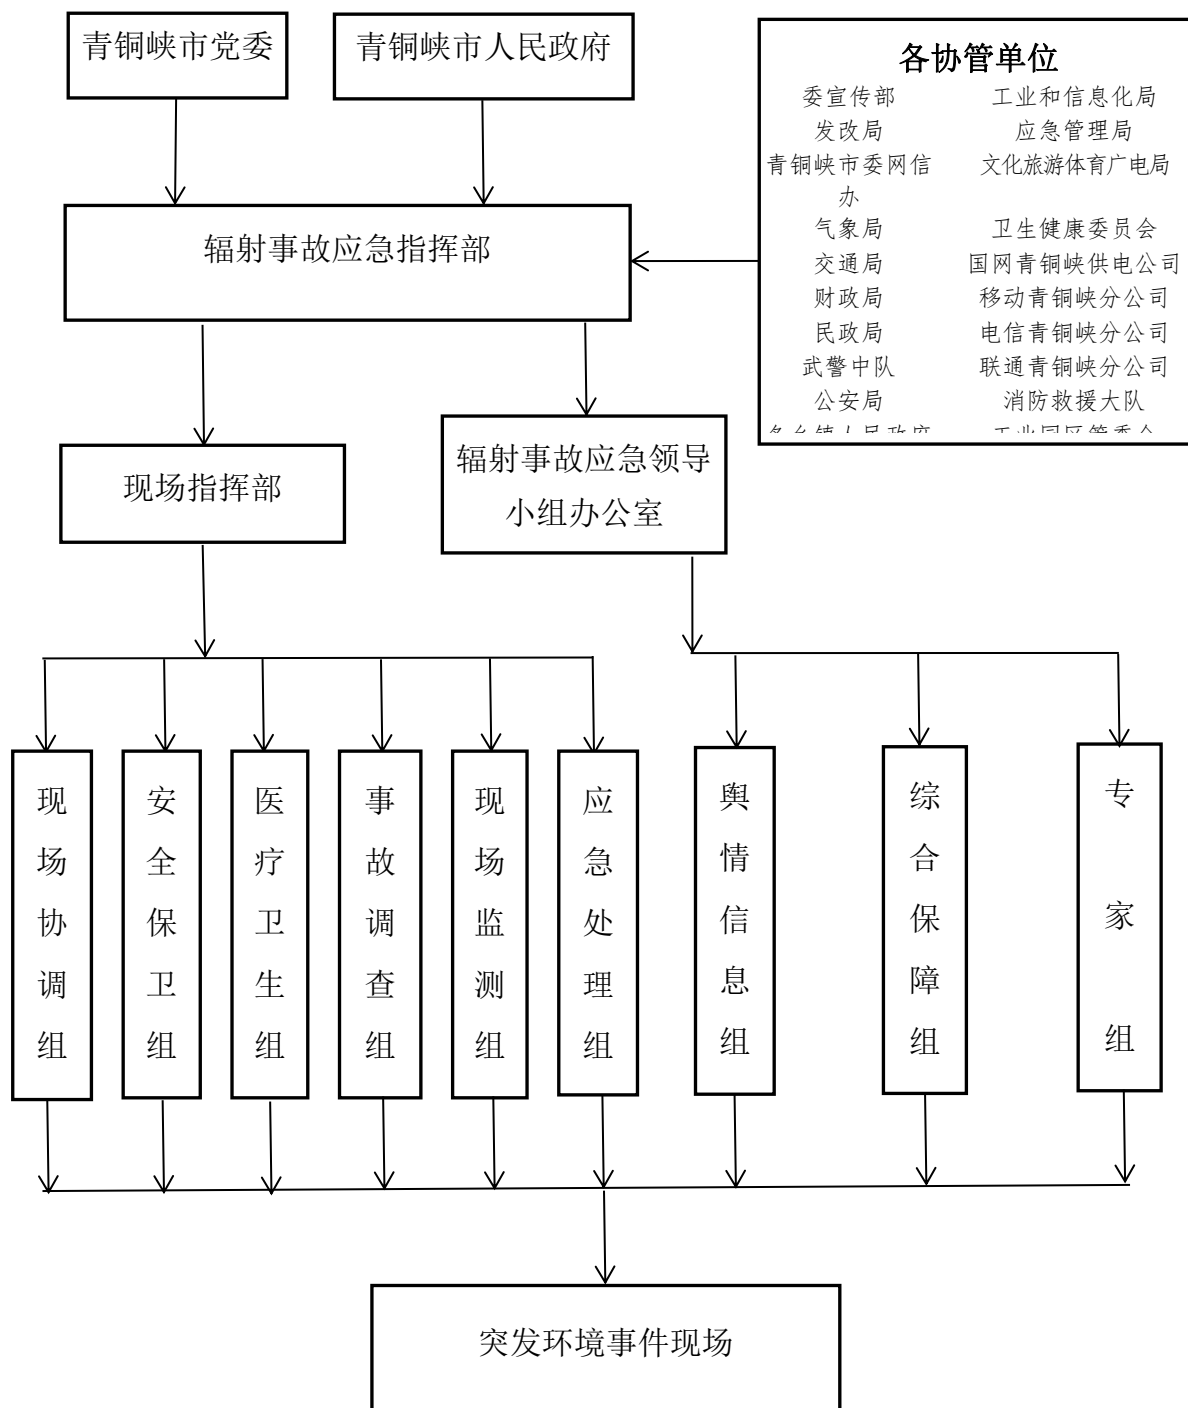 青铜峡市党委
青铜峡市人民政府
各协管单位
委宣传部 工业和信息化局
发改局 应急管理局
青铜峡市委网信 文化旅游体育广电局
办
气象局 卫生健康委员会
交通局 国网青铜峡供电公司
财政局 移动青铜峡分公司
民政局 电信青铜峡分公司
武警中队 联通青铜峡分公司
公安局 消防救援大队
辐射事故应急指挥部
现场指挥部
辐射事故应急领导
小组办公室
现场协调组
安全保卫组
医疗卫生组
事故调查组
现场监测组
应急处理组
舆情信息组
综合保障组
专家组
突发环境事件现场